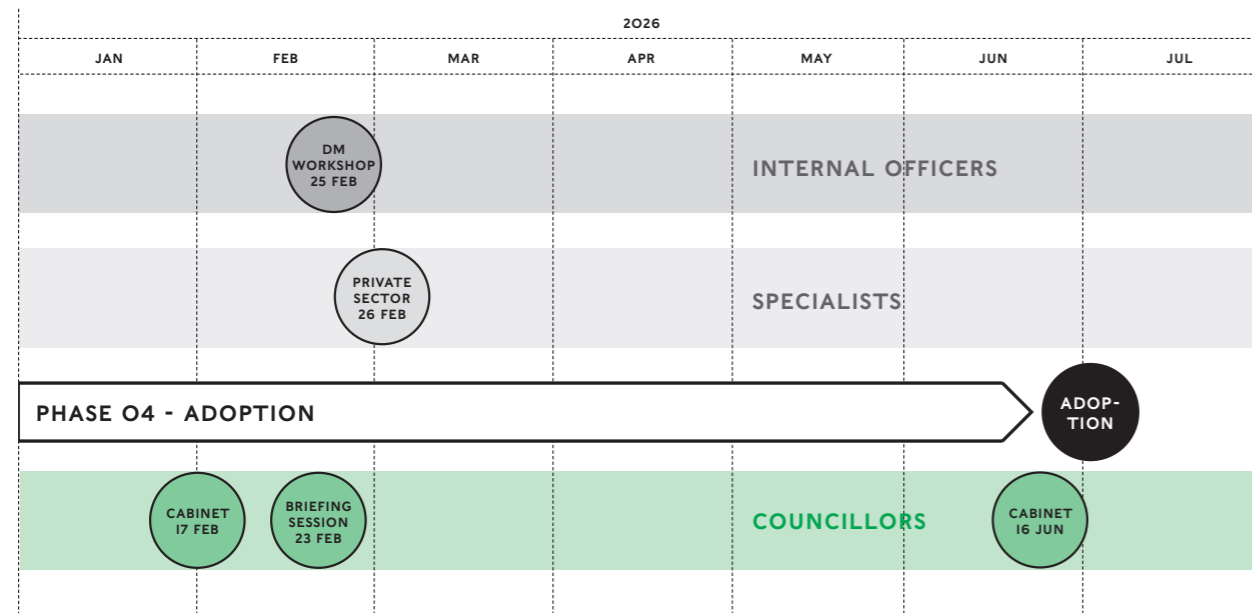 2026
JAN
FEB
MAR
APR
MAY
JUN
JUL
DM
WORKSHOP
25 FEB
INTERNAL OFFICERS
PRIVATE
SECTOR
26 FEB
SPECIALISTS
PHASE 04 - ADOPTION
ADOP-
TION
CABINET
17 FEB
BRIEFING
SESSION
23 FEB
COUNCILLORS
CABINET
16 JUN